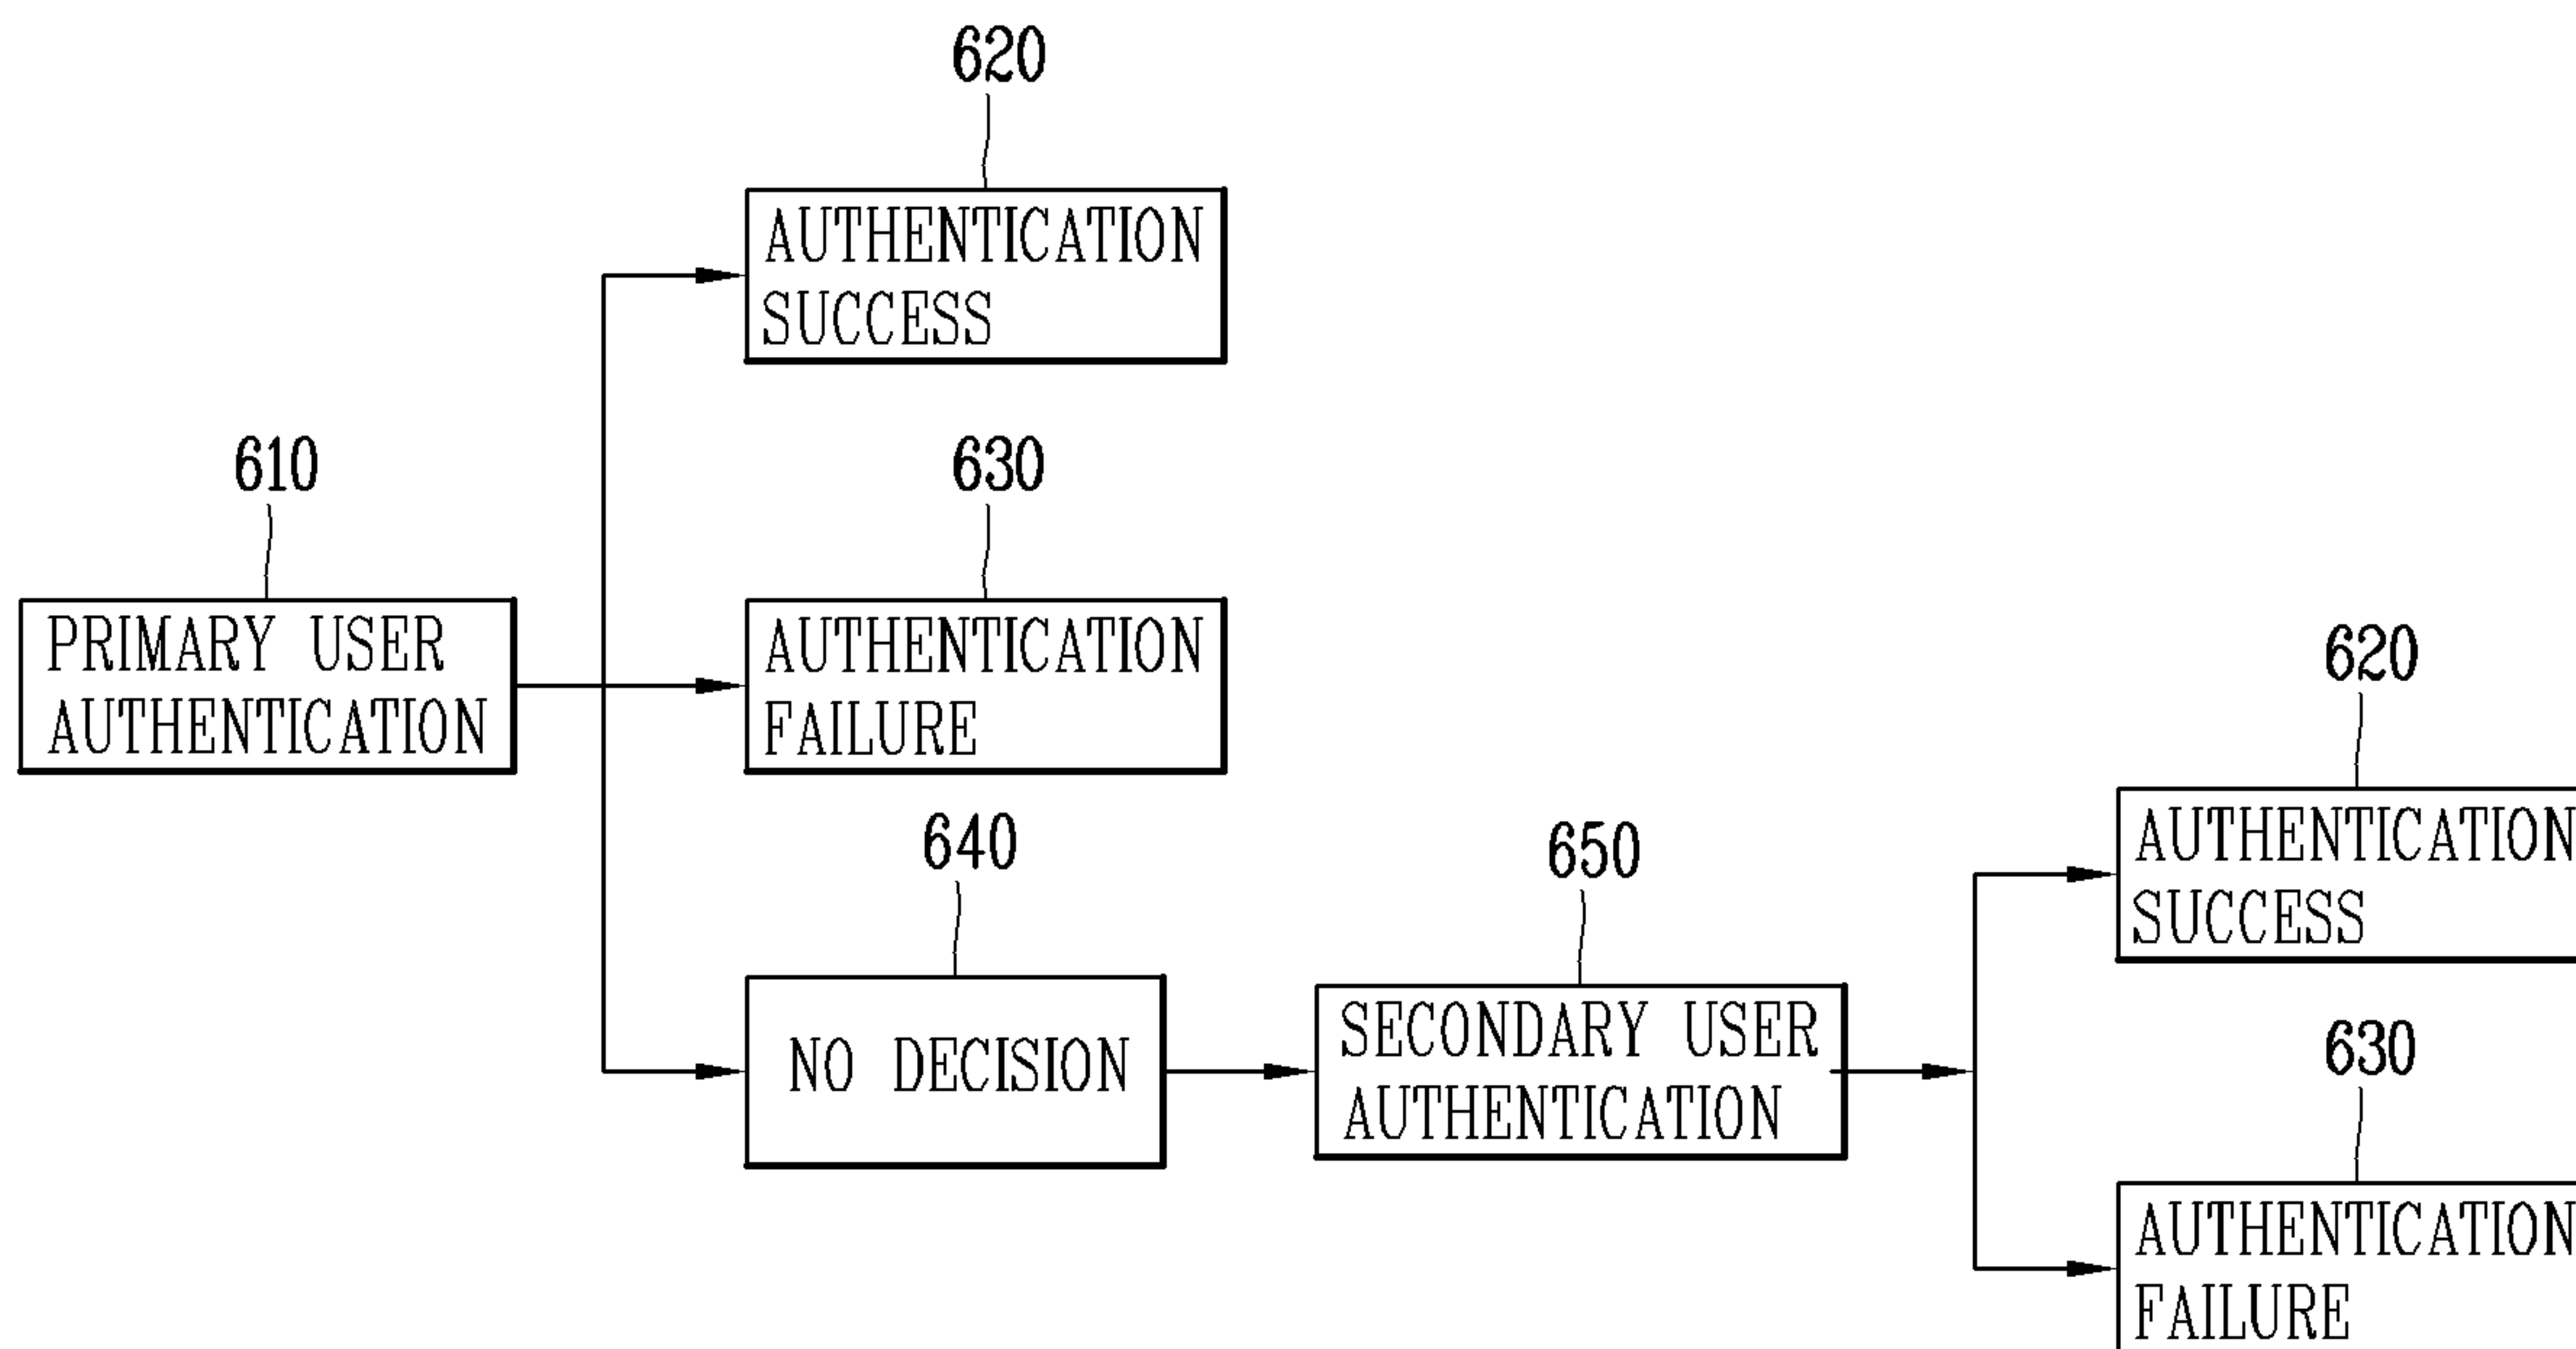 620
AUTHENTICATION
SUCCESS
610
PRIMARY USER
AUTHENTICATION
630
AUTHENTICATION
FAILURE
640
NO DECISION
650
SECONDARY USER
AUTHENTICATION
620
AUTHENTICATION
SUCCESS
630
AUTHENTICATION
FAILURE